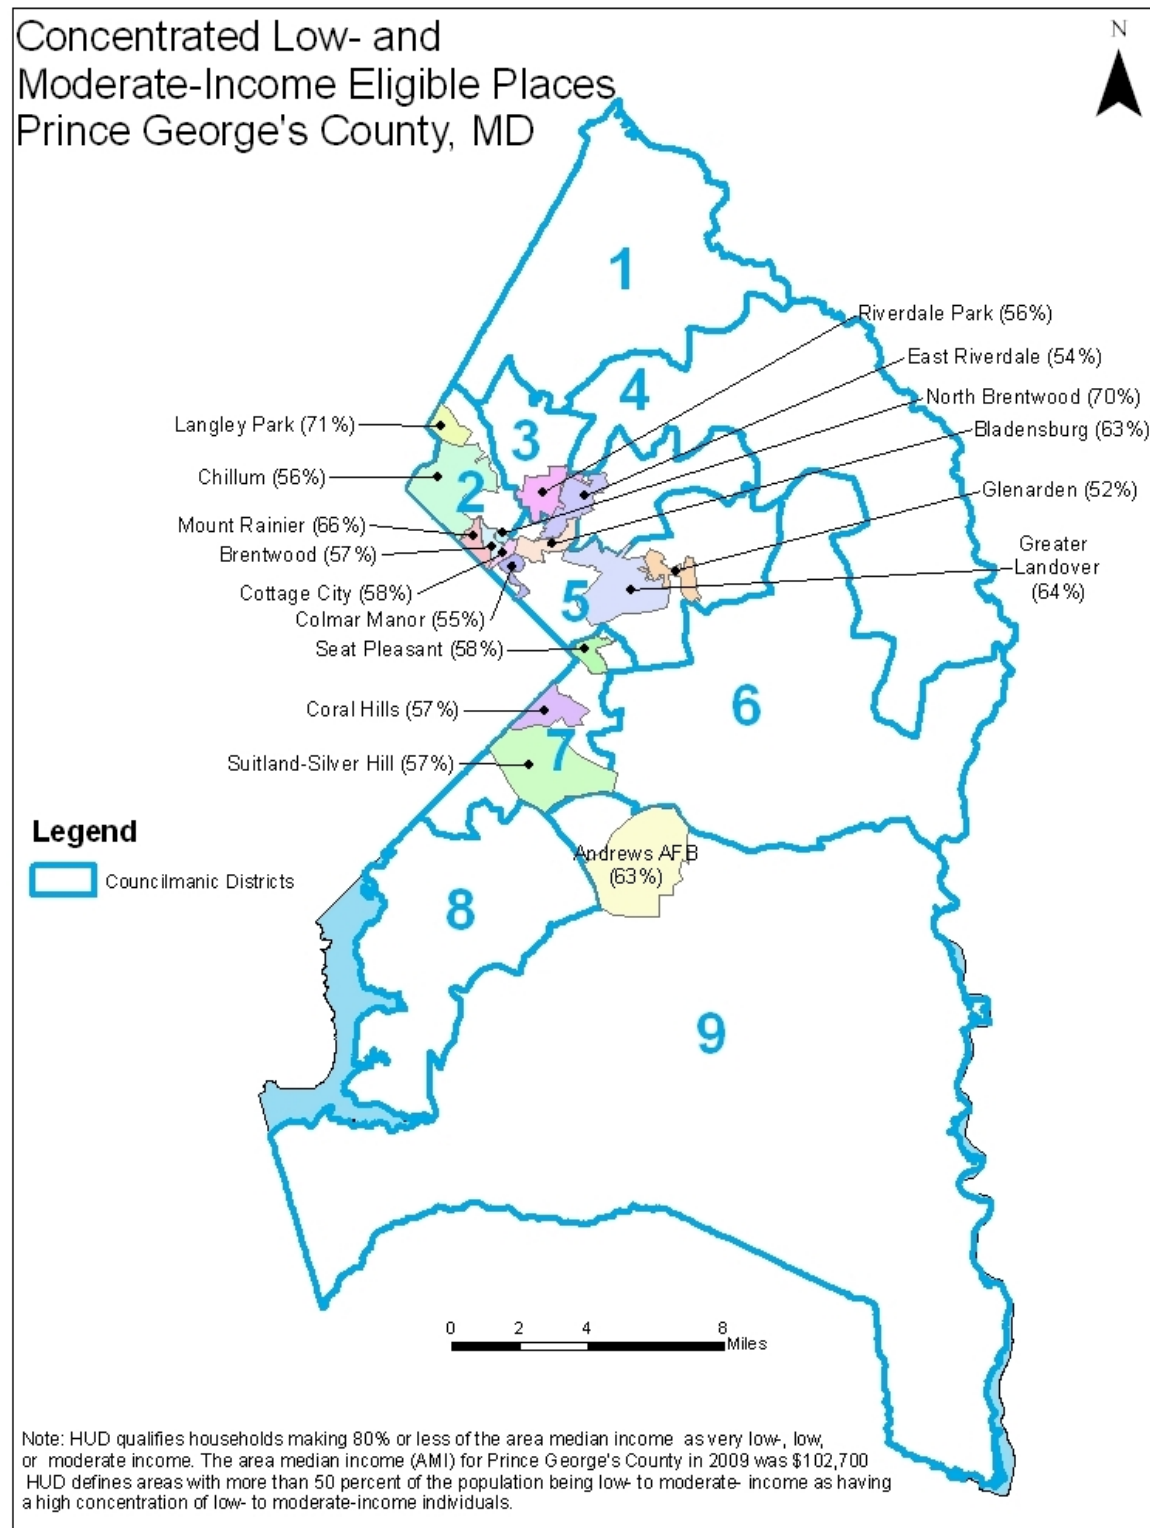 Concentrated Low- and
Moderate-Income Eligible Places
Prince George's County, MD
N
1
Riverdale Park (56%)
East Riverdale (54%)
4
North Brentwood (70%)
Langley Park (71%)
3
Bladensburg (63%)
Chillum (56%)
2
Glenarden (52%)
Mount Rainier (66%)
Brentwood (57%)
Greater
Landover
(64%)
Cottage City (58%)
5
Colmar Manor (55%)
Seat Pleasant (58%)
Coral Hills (57%)
6
7
Suitland-Silver Hill (57%)
Legend
Councilmanic Districts
Andrews AFB
(63%)
8
9
0 2 4 8
Miles
Note: HUD qualifies households making 80% or less of the area median income as very low-, low,
or moderate income. The area median income (AMI) for Prince George's County in 2009 was $102,700
HUD defines areas with more than 50 percent of the population being low- to moderate- income as having
a high concentration of low- to moderate-income individuals.